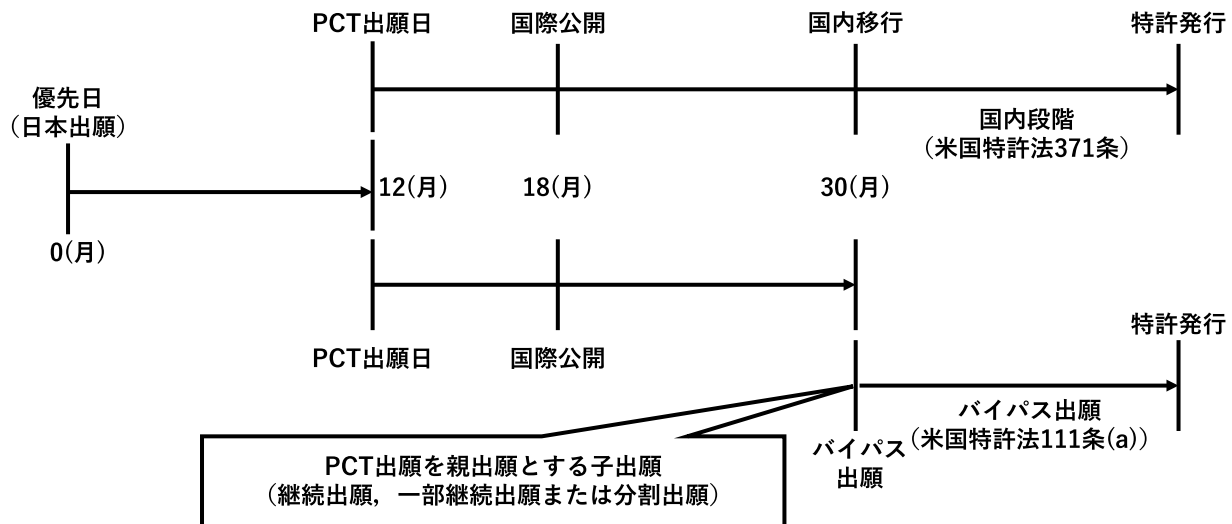 PCT出願日
国際公開
国内移行
特許発行
優先日
（日本出願）
国内段階
（米国特許法371条）
12(月)
18(月)
30(月)
0(月)
PCT出願日
国際公開
特許発行
バイパス出願
（米国特許法111条(a)）
バイパス
出願
PCT出願を親出願とする子出願
（継続出願，一部継続出願または分割出願）